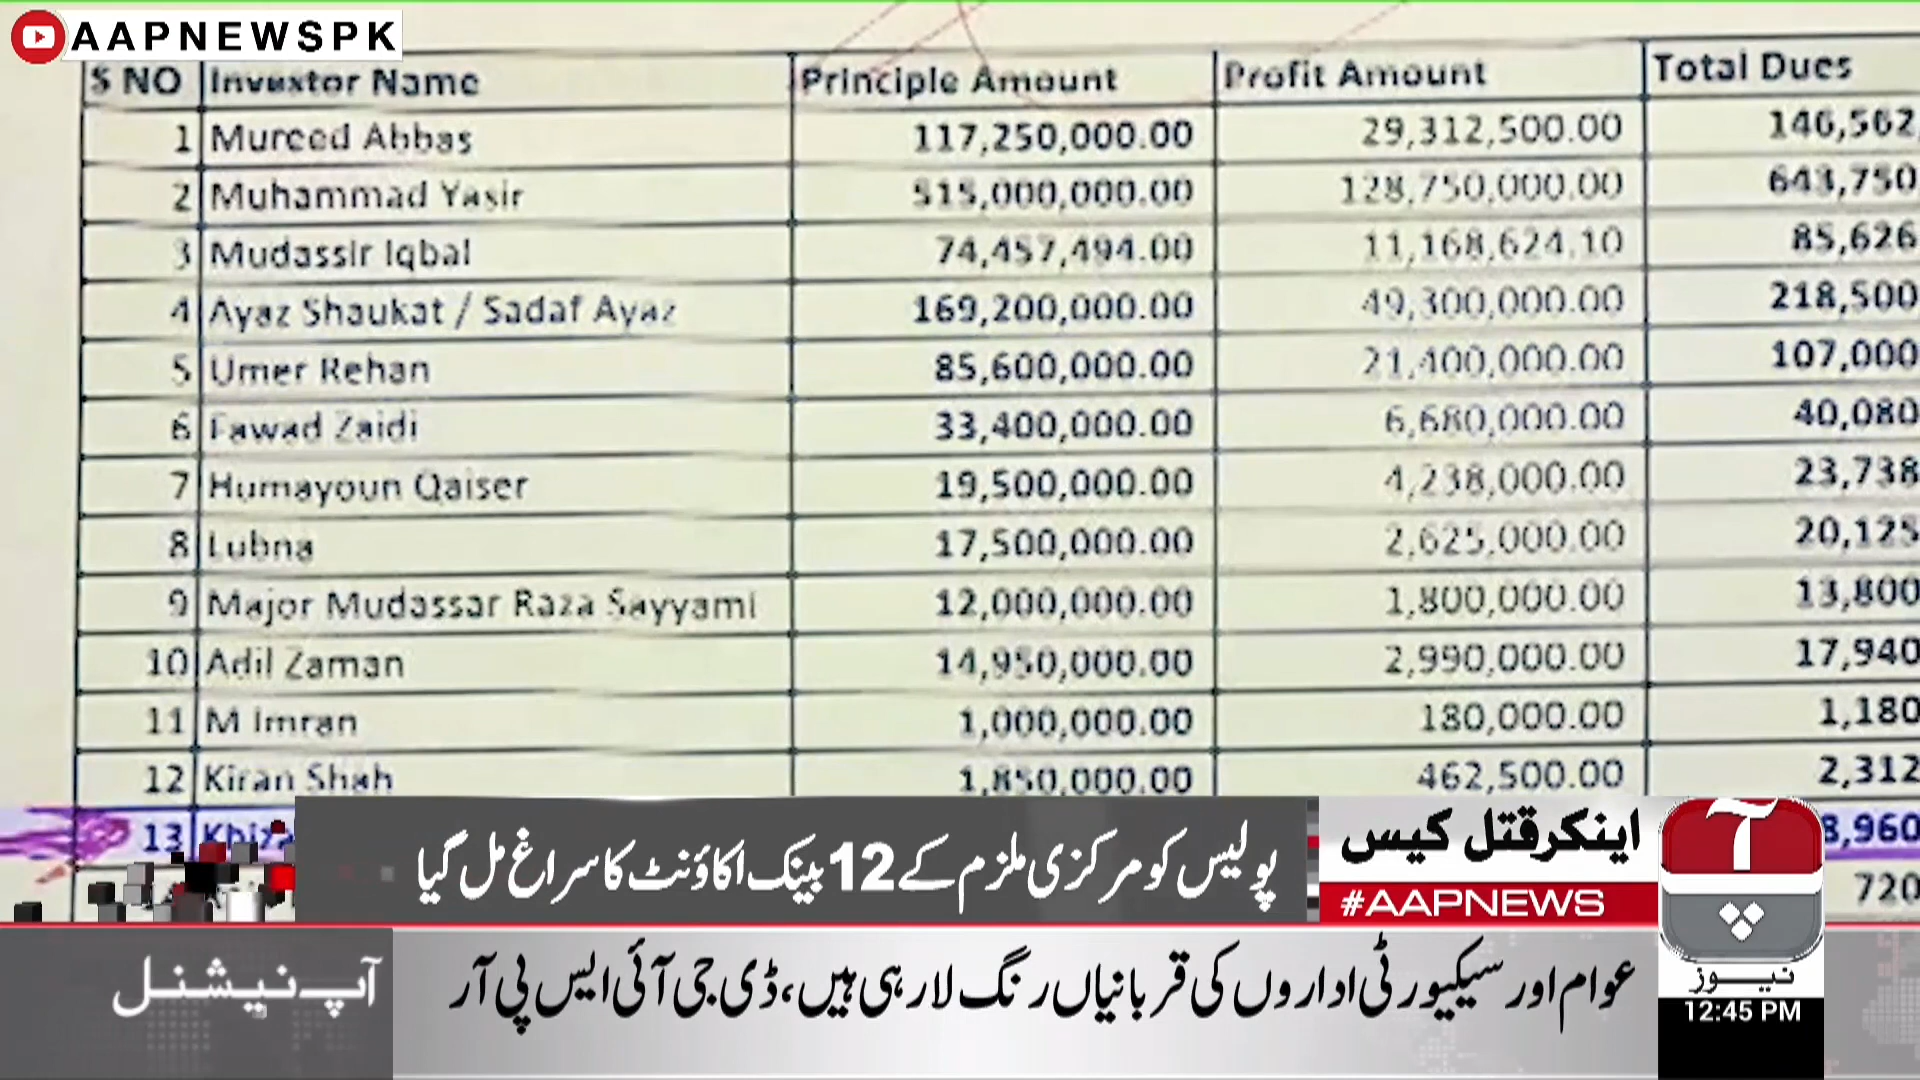 AAPNEWSPK
S NO Investor Name Principle Amount Profit Amount Total Dues
1 Mureed Abbas 117,250,000.00 29,312,500.00 146,562,
2 Muhammad Yasir 515,000,000.00 128,750,000.00 643,750
3 Mudassir Iqbal 74,457,494.00 11,168,624.10 85,626
4 Ayaz Shaukat / Sadaf Ayaz 169,200,000.00 49,300,000.00 218,500
5 Umer Rehan 85,600,000.00 21,400,000.00 107,000
6 Fawad Zaidi 33,400,000.00 6,680,000.00 40,080
7 Humayoun Qaiser 19,500,000.00 4,238,000.00 23,738
8 Lubna 17,500,000.00 2,625,000.00 20,125
9 Major Mudassar Raza Sayyami 12,000,000.00 1,800,000.00 13,800
10 Adil Zaman 14,950,000.00 2,990,000.00 17,940
11 M Imran 1,000,000.00 180,000.00 1,180
12 Kiran Shah 1,850,000.00 462,500.00 2,312
13 8,960
720
اینکر قتل کیس
پولیس کو مرکزی ملزم کے 12 بینک اکاؤنٹ کا سراغ مل گیا
#AAPNEWS
آپ نیشنل
عوام اور سیکیورٹی اداروں کی قربانیاں رنگ لا رہی ہیں، ڈی جی آئی ایس پی آر
آپ
نیوز
12:45 PM